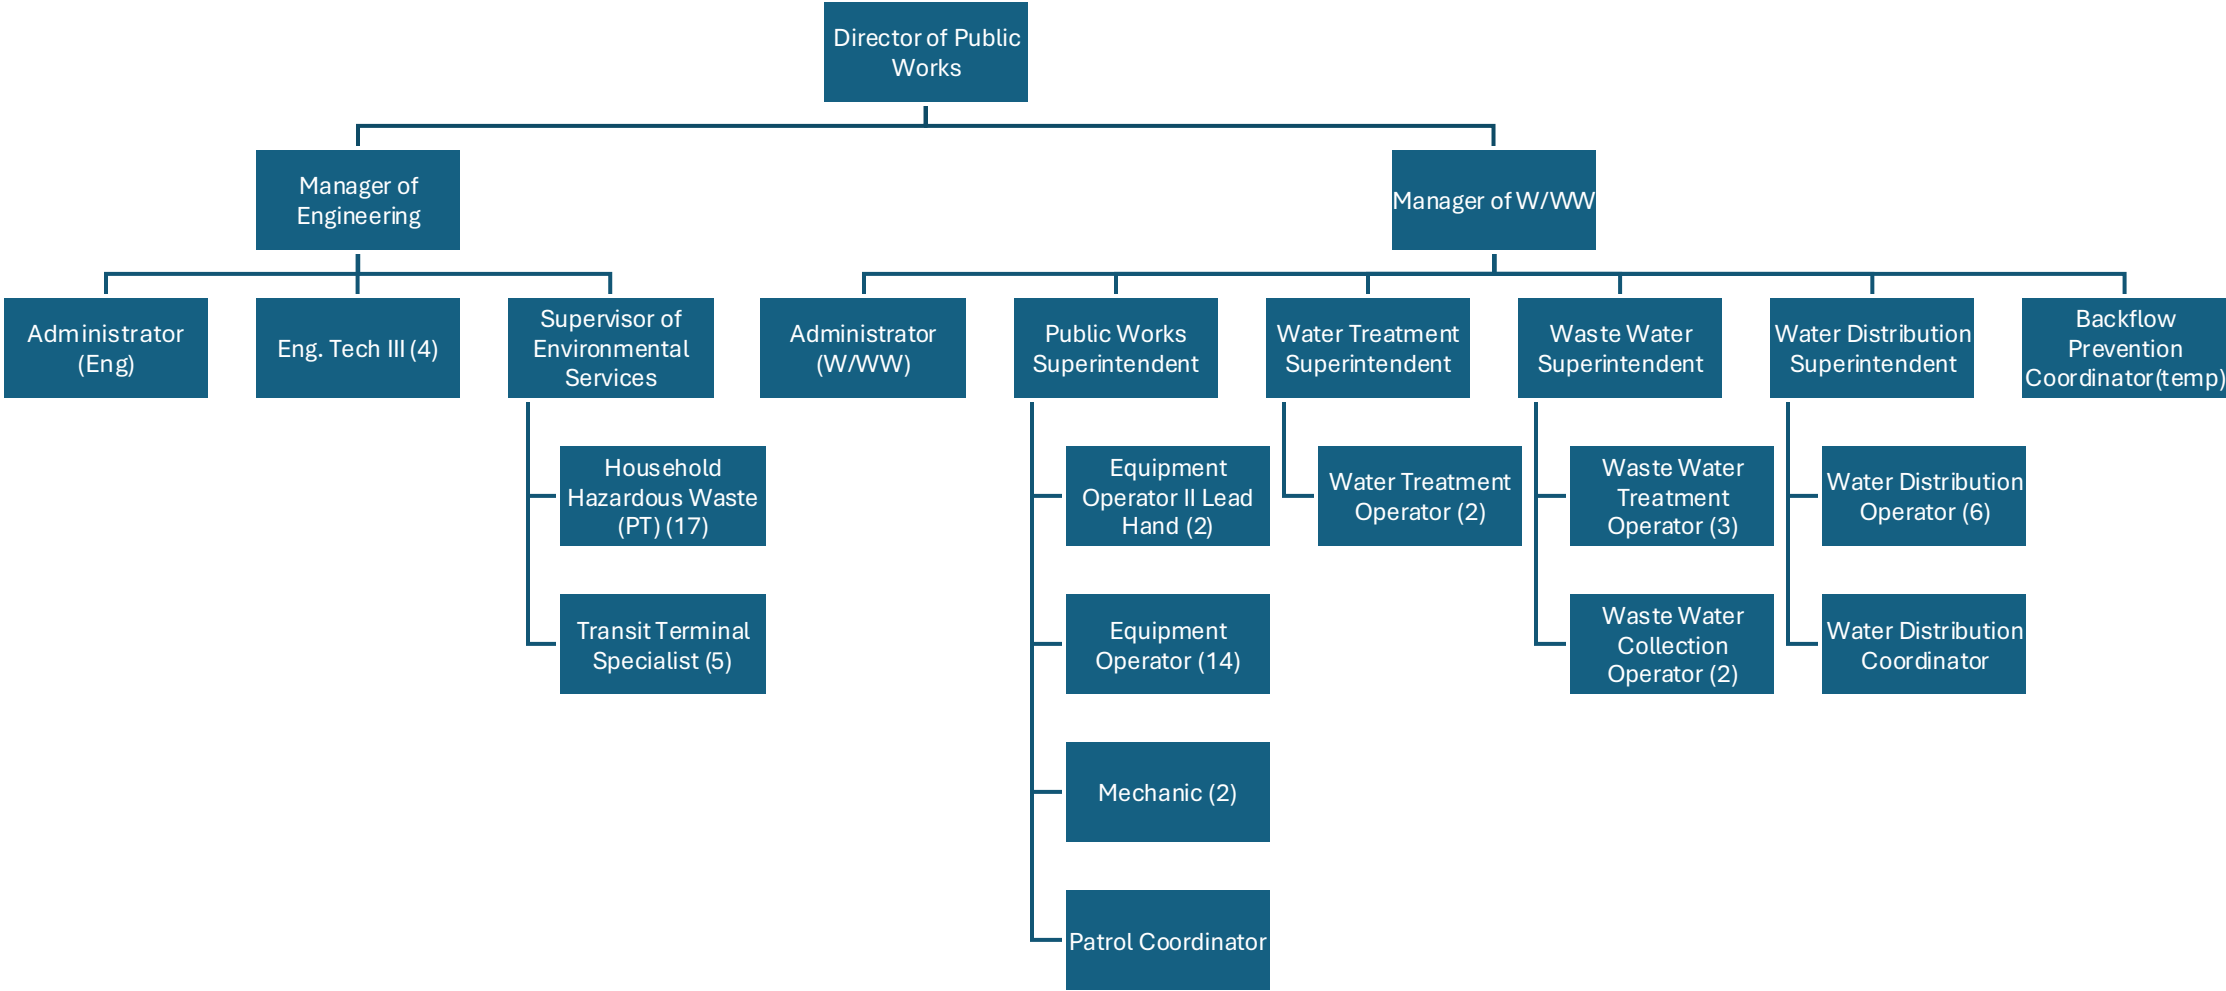 Director of Public
Works
Manager of
Engineering
Manager of W/WW
Administrator
(Eng)
Eng. Tech III (4)
Supervisor of
Environmental
Services
Administrator
(W/WW)
Public Works
Superintendent
Water Treatment
Superintendent
Waste Water
Superintendent
Water Distribution
Superintendent
Backflow
Prevention
Coordinator (temp)
Household
Hazardous Waste
(PT) (17)
Equipment
Operator II Lead
Hand (2)
Water Treatment
Operator (2)
Waste Water
Treatment
Operator (3)
Water Distribution
Operator (6)
Transit Terminal
Specialist (5)
Equipment
Operator (14)
Waste Water
Collection
Operator (2)
Water Distribution
Coordinator
Mechanic (2)
Patrol Coordinator